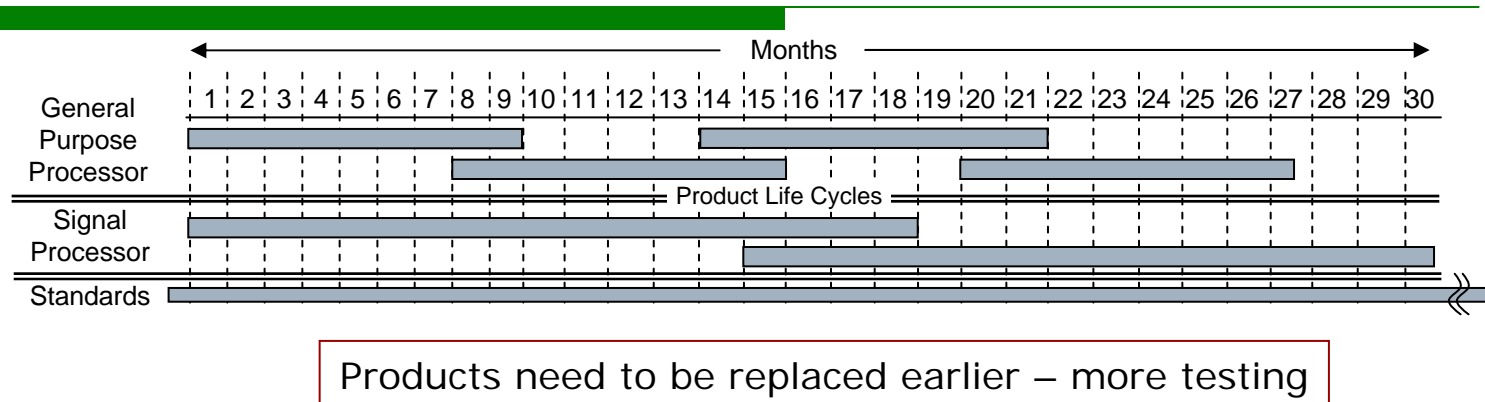 Months
1 2 3 4 5 6 7 8 9 10 11 12 13 14 15 16 17 18 19 20 21 22 23 24 25 26 27 28 29 30
General
Purpose
Processor
Product Life Cycles
Signal
Processor
Standards
Products need to be replaced earlier – more testing